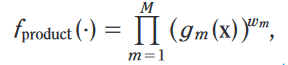 f_product(·) = ∏_{m=1}^{M} (g_m(x))^{w_m},